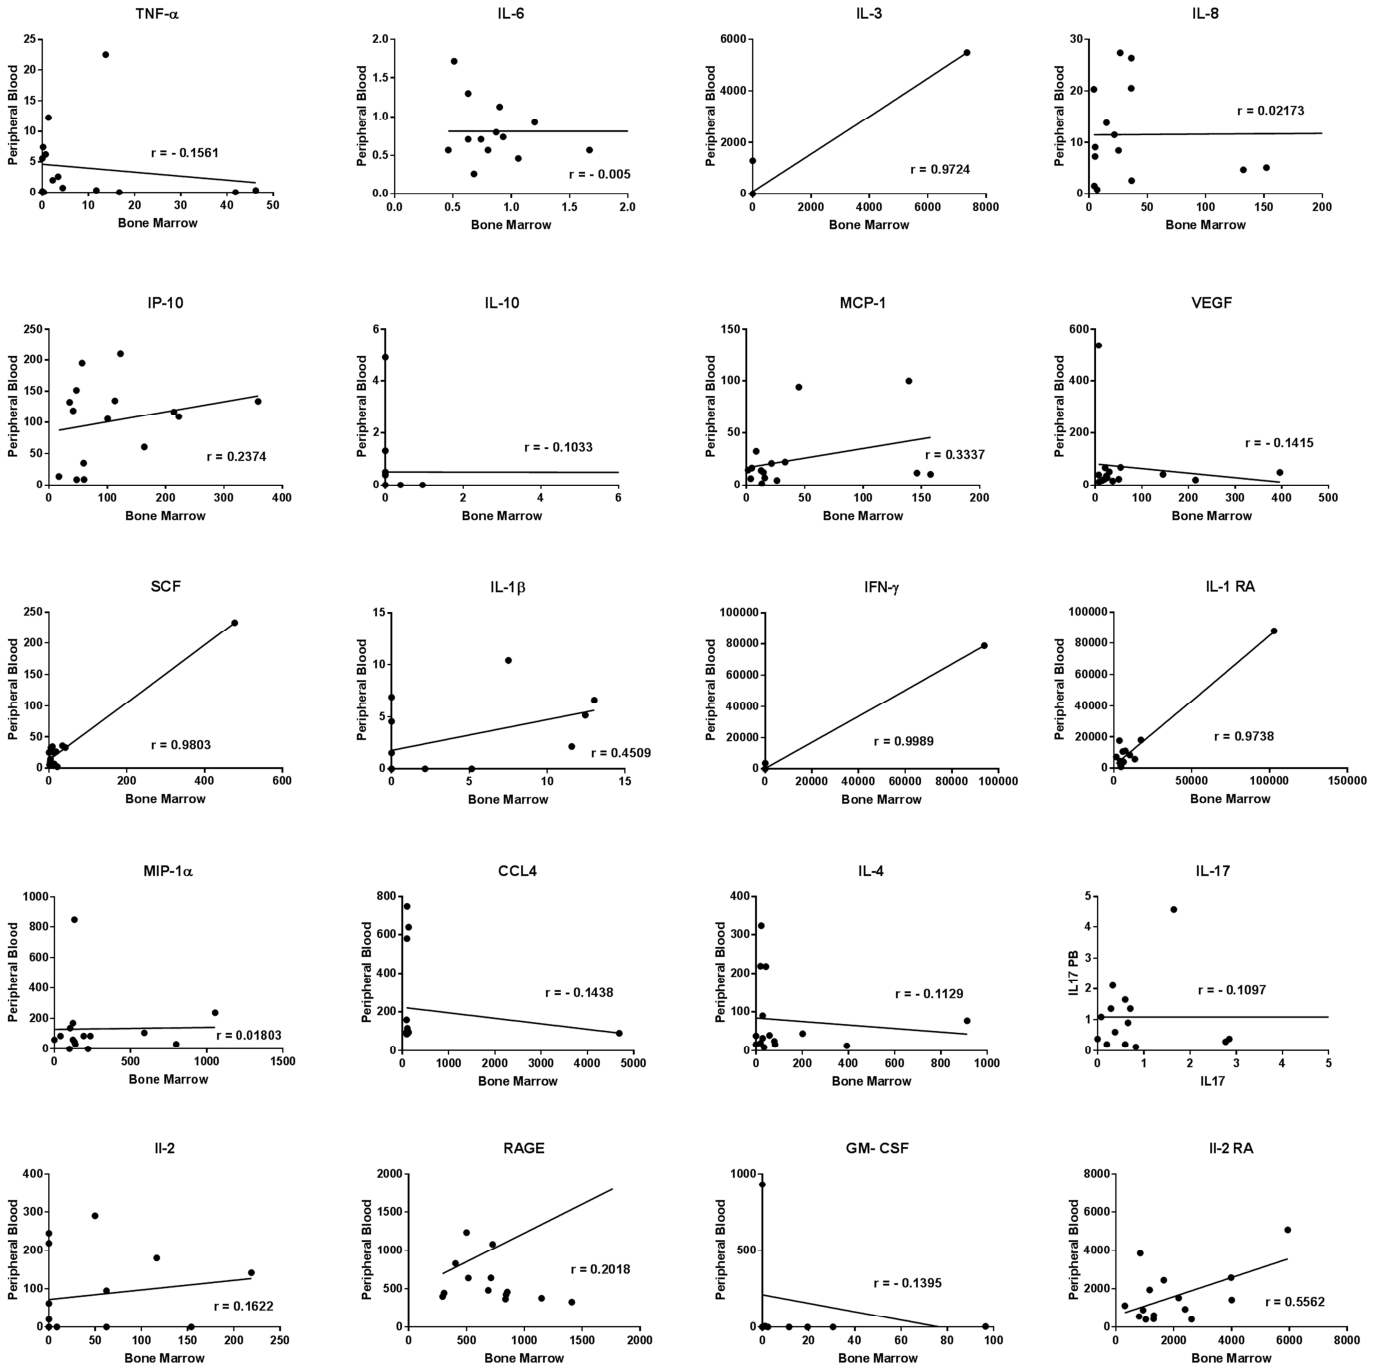 TNF-α
IL-6
IL-3
IL-8
Peripheral Blood
25
20
15
10
5
0
r = - 0.1561
0 10 20 30 40 50
Bone Marrow
Peripheral Blood
2.0
1.5
1.0
0.5
0.0
r = - 0.005
0.0 0.5 1.0 1.5 2.0
Bone Marrow
Peripheral Blood
6000
4000
2000
0
r = 0.9724
0 2000 4000 6000 8000
Bone Marrow
Peripheral Blood
30
20
10
0
r = 0.02173
0 50 100 150 200
Bone Marrow
IP-10
IL-10
MCP-1
VEGF
Peripheral Blood
250
200
150
100
50
0
r = 0.2374
0 100 200 300 400
Bone Marrow
Peripheral Blood
6
4
2
0
r = - 0.1033
0 2 4 6
Bone Marrow
Peripheral Blood
150
100
50
0
r = 0.3337
0 50 100 150 200
Bone Marrow
Peripheral Blood
600
400
200
0
r = - 0.1415
0 100 200 300 400 500
Bone Marrow
SCF
IL-1β
IFN-γ
IL-1 RA
Peripheral Blood
250
200
150
100
50
0
r = 0.9803
0 200 400 600
Bone Marrow
Peripheral Blood
15
10
5
0
r = 0.4509
0 5 10 15
Bone Marrow
Peripheral Blood
100000
80000
60000
40000
20000
0
r = 0.9989
0 20000 40000 60000 80000 100000
Bone Marrow
Peripheral Blood
100000
80000
60000
40000
20000
0
r = 0.9738
0 50000 100000 150000
Bone Marrow
MIP-1α
CCL4
IL-4
IL-17
Peripheral Blood
1000
800
600
400
200
0
r = 0.01803
0 500 1000 1500
Bone Marrow
Peripheral Blood
800
600
400
200
0
r = - 0.1438
0 1000 2000 3000 4000 5000
Bone Marrow
Peripheral Blood
400
300
200
100
0
r = - 0.1129
0 200 400 600 800 1000
Bone Marrow
IL17 PB
5
4
3
2
1
0
r = - 0.1097
0 1 2 3 4 5
IL17
Il-2
RAGE
GM- CSF
Il-2 RA
Peripheral Blood
400
300
200
100
0
r = 0.1622
0 50 100 150 200 250
Bone Marrow
Peripheral Blood
2000
1500
1000
500
0
r = 0.2018
0 500 1000 1500 2000
Bone Marrow
Peripheral Blood
1000
500
0
r = - 0.1395
0 20 40 60 80 100
Bone Marrow
Peripheral Blood
8000
6000
4000
2000
0
r = 0.5562
0 2000 4000 6000 8000
Bone Marrow